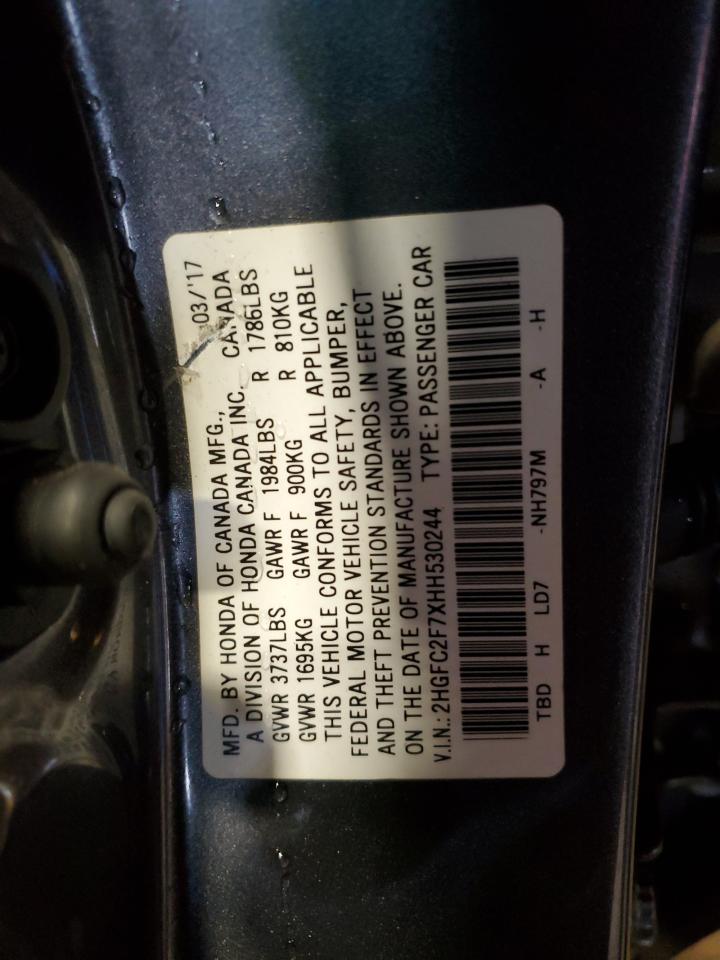 MFD. BY HONDA OF CANADA MFG., 03/'17
A DIVISION OF HONDA CANADA INC. CANADA
GVWR 3737LBS GAWR F 1984LBS R 1786LBS
GVWR 1695KG GAWR F 900KG R 810KG
THIS VEHICLE CONFORMS TO ALL APPLICABLE
FEDERAL MOTOR VEHICLE SAFETY, BUMPER,
AND THEFT PREVENTION STANDARDS IN EFFECT
ON THE DATE OF MANUFACTURE SHOWN ABOVE.
V.I.N.: 2HGFC2F7XHH530244 TYPE: PASSENGER CAR
TBD H LD7 -NH797M -A -H